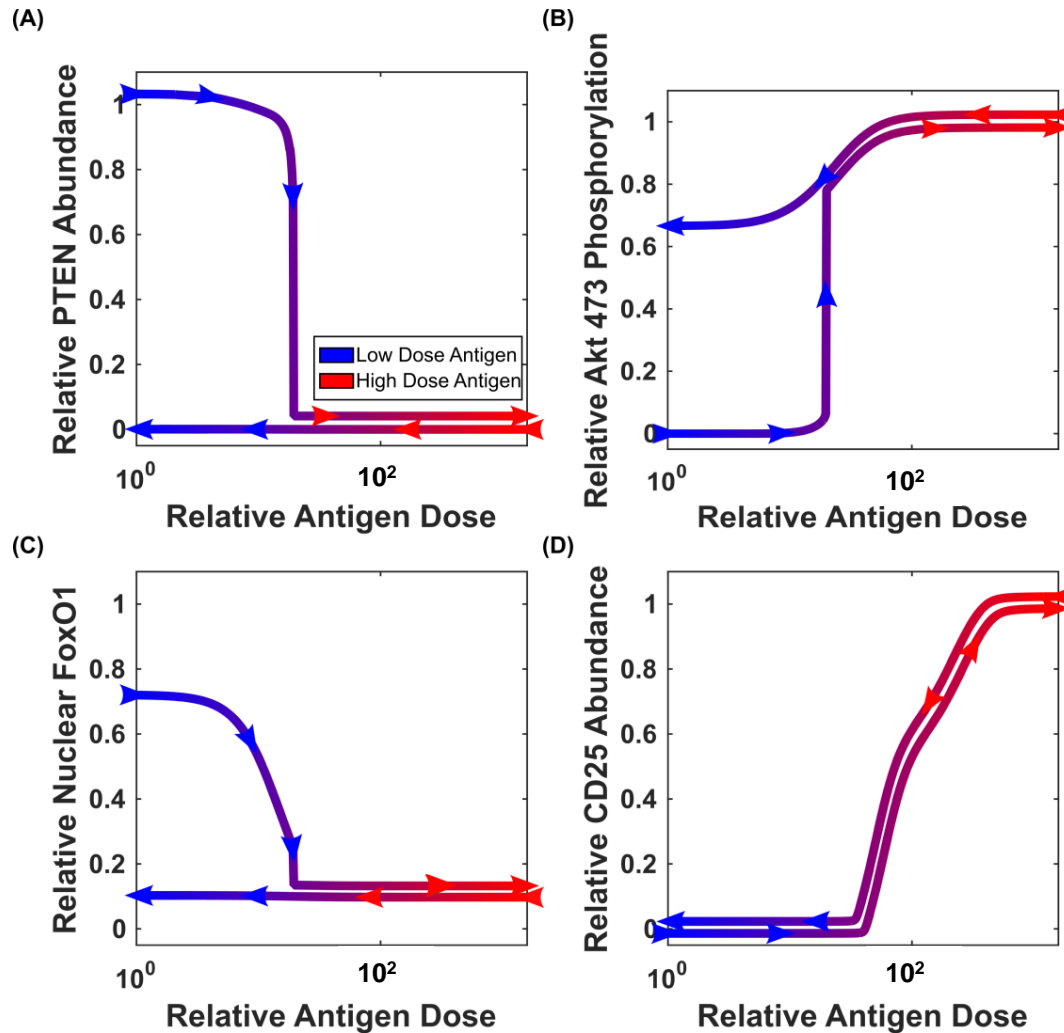 (A)
Relative PTEN Abundance
1
0.8
0.6
0.4
0.2
0
Low Dose Antigen
High Dose Antigen
10⁰
10²
Relative Antigen Dose
(B)
Relative Akt 473 Phosphorylation
1
0.8
0.6
0.4
0.2
0
10⁰
10²
Relative Antigen Dose
(C)
Relative Nuclear FoxO1
1
0.8
0.6
0.4
0.2
0
10⁰
10²
Relative Antigen Dose
(D)
Relative CD25 Abundance
1
0.8
0.6
0.4
0.2
0
10⁰
10²
Relative Antigen Dose